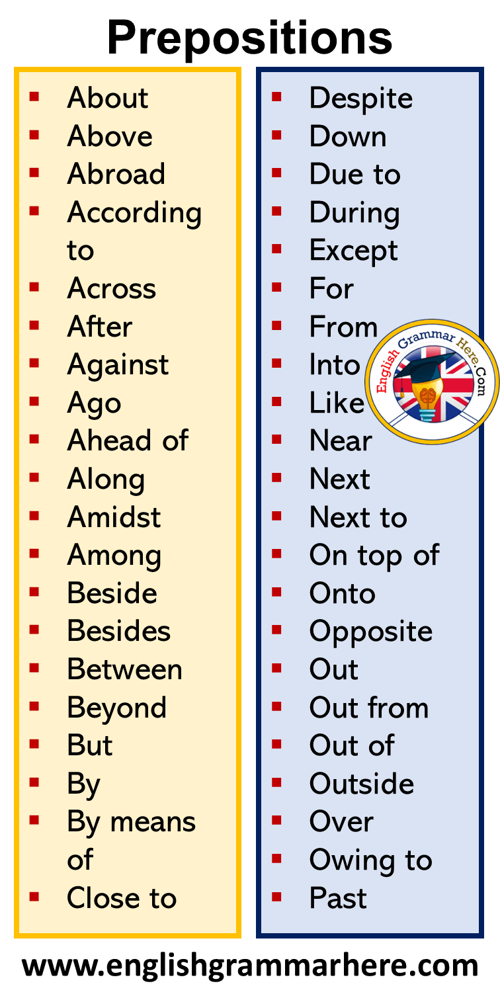 Prepositions
About
Above
Abroad
According
to
Across
After
Against
Ago
Ahead of
Along
Amidst
Among
Beside
Besides
Between
Beyond
But
By
By means
of
Close to
Despite
Down
Due to
During
Except
For
From
Into
Like
Near
Next
Next to
On top of
Onto
Opposite
Out
Out from
Out of
Outside
Over
Owing to
Past
English Grammar Here.Com
www.englishgrammarhere.com